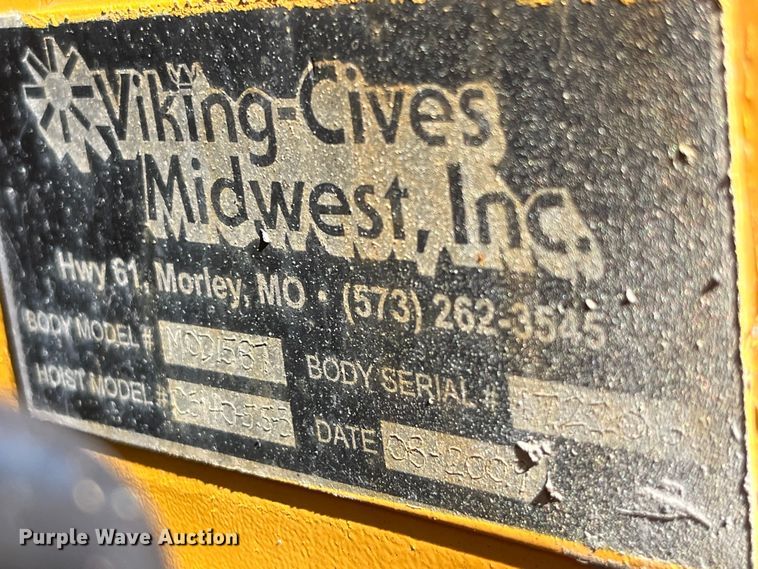 Viking-Cives
Midwest, Inc.
Hwy 61, Morley, MO • (573) 262-3545
BODY MODEL #
BODY SERIAL #
HOIST MODEL #
DATE
Purple Wave Auction®